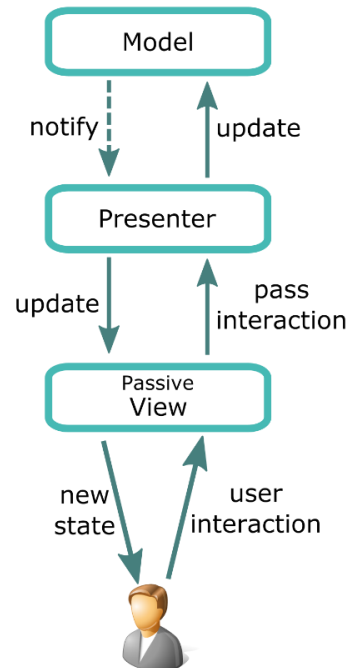 Model
notify
update
Presenter
update
pass
interaction
Passive
View
new
state
user
interaction